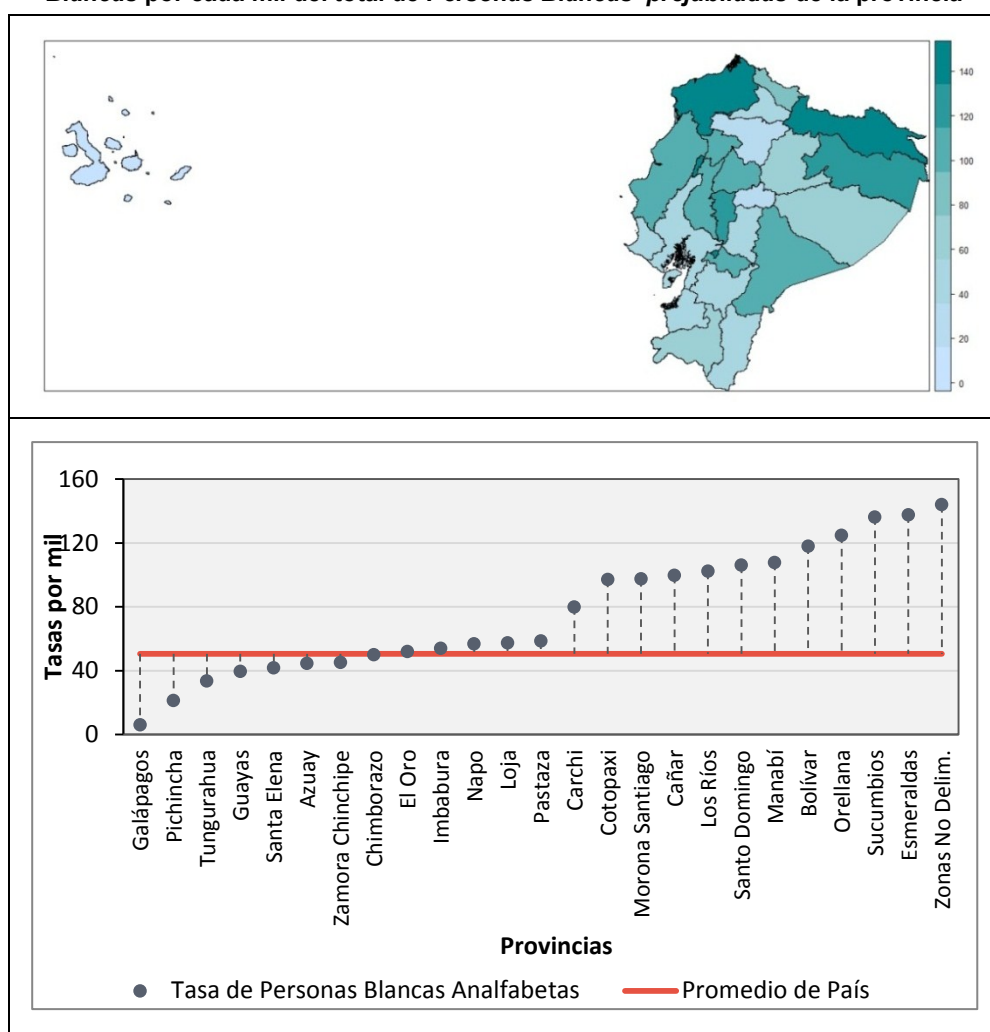 Blancas por cada mil del total de Personas Blancas prejubiladas de la provincia
140
120
100
80
60
40
20
0
Tasas por mil
160
120
80
40
0
Galápagos
Pichincha
Tungurahua
Guayas
Santa Elena
Azuay
Zamora Chinchipe
Chimborazo
El Oro
Imbabura
Napo
Loja
Pastaza
Carchi
Cotopaxi
Morona Santiago
Cañar
Los Ríos
Santo Domingo
Manabí
Bolívar
Orellana
Sucumbios
Esmeraldas
Zonas No Delim.
Provincias
Tasa de Personas Blancas Analfabetas
Promedio de País